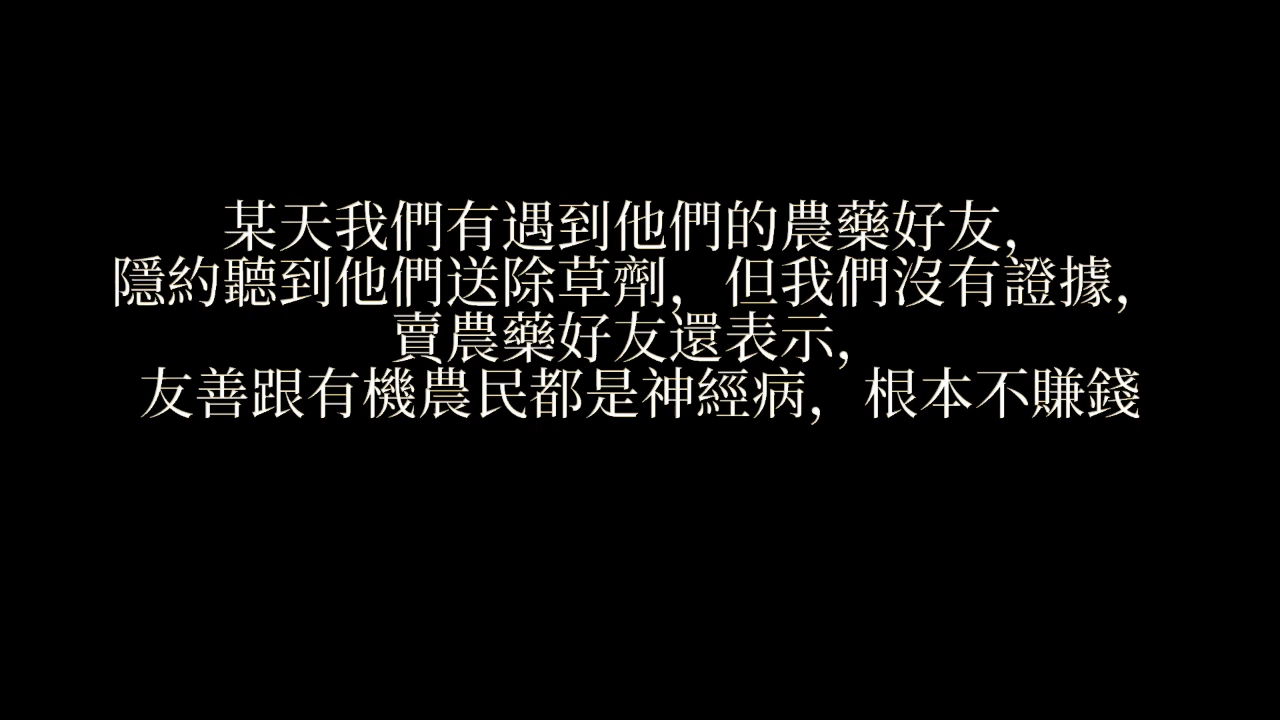 某天我們有遇到他們的農藥好友，
隱約聽到他們送除草劑，但我們沒有證據，
賣農藥好友還表示，
友善跟有機農民都是神經病，根本不賺錢